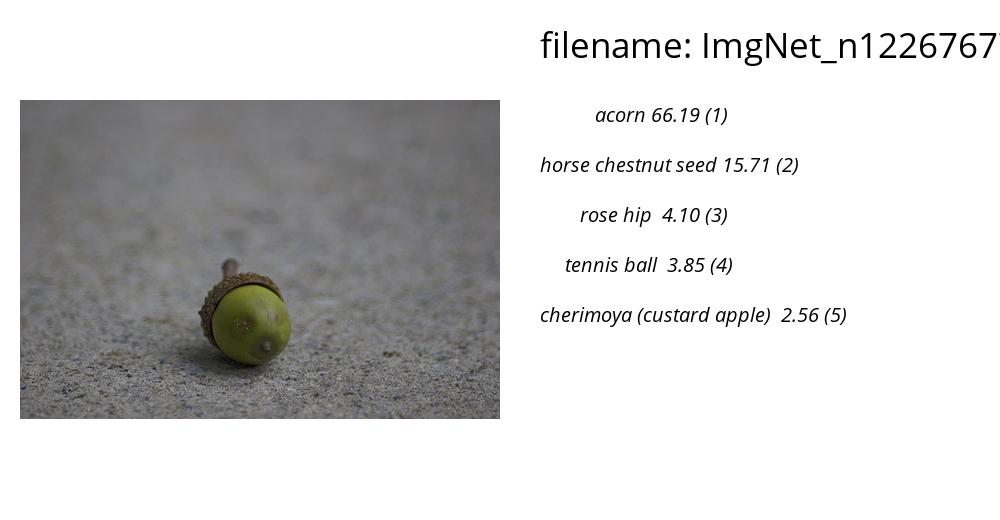 filename: ImgNet_n1226767
acorn 66.19 (1)
horse chestnut seed 15.71 (2)
rose hip 4.10 (3)
tennis ball 3.85 (4)
cherimoya (custard apple) 2.56 (5)